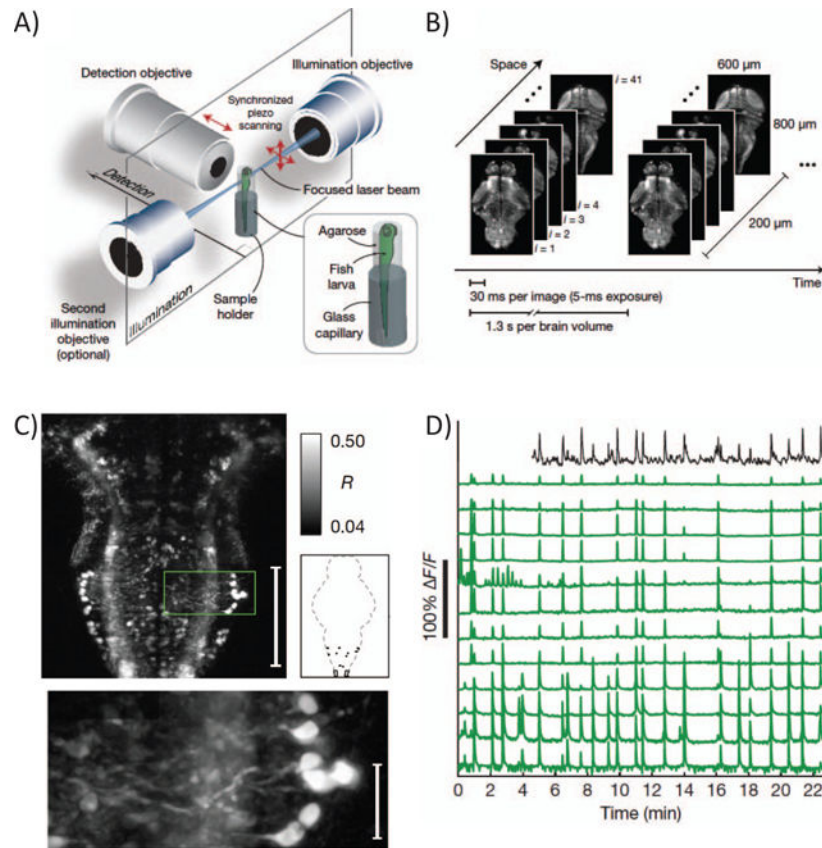 A)
Detection objective
Illumination objective
Synchronized
piezo
scanning
Detection
Focused laser beam
Agarose
Fish
larva
Glass
capillary
Sample
holder
Illumination
Second
illumination
objective
(optional)
B)
Space
i = 41
600 µm
800 µm
200 µm
i = 4
i = 3
i = 2
i = 1
Time
30 ms per image (5-ms exposure)
1.3 s per brain volume
C)
0.50
R
0.04
D)
100% ΔF/F
0 2 4 6 8 10 12 14 16 18 20 22
Time (min)